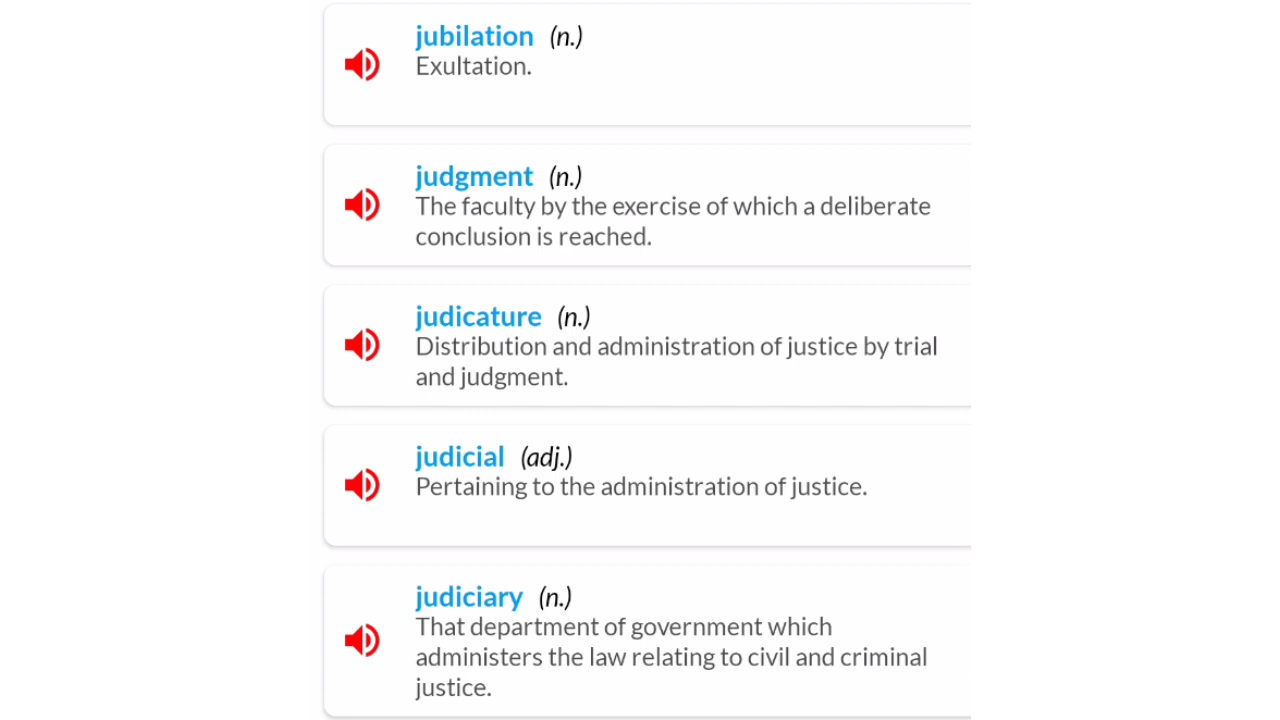 jubilation (n.)
Exultation.
judgment (n.)
The faculty by the exercise of which a deliberate
conclusion is reached.
judicature (n.)
Distribution and administration of justice by trial
and judgment.
judicial (adj.)
Pertaining to the administration of justice.
judiciary (n.)
That department of government which
administers the law relating to civil and criminal
justice.